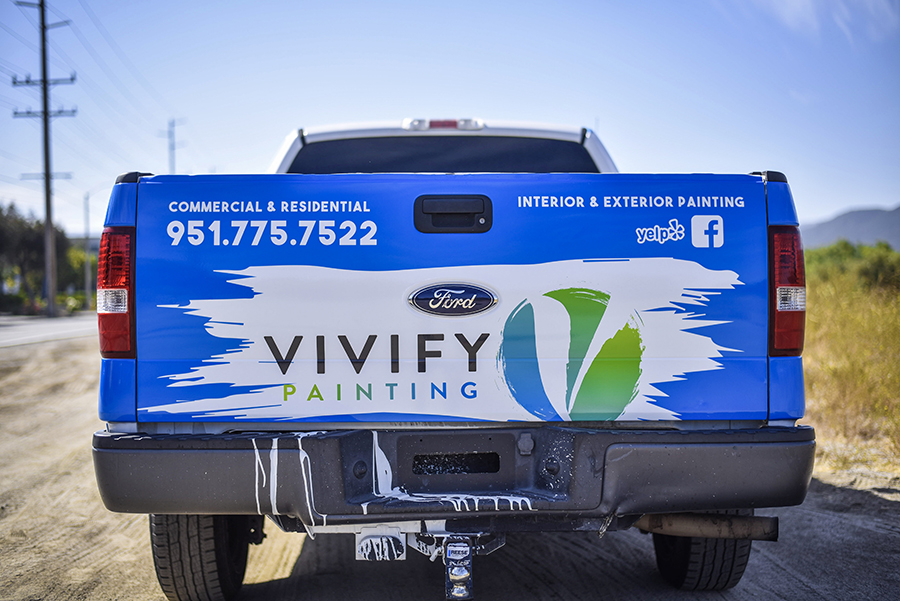 COMMERCIAL & RESIDENTIAL
951.775.7522
INTERIOR & EXTERIOR PAINTING
yelp f
Ford
VIVIFY
PAINTING
REESE